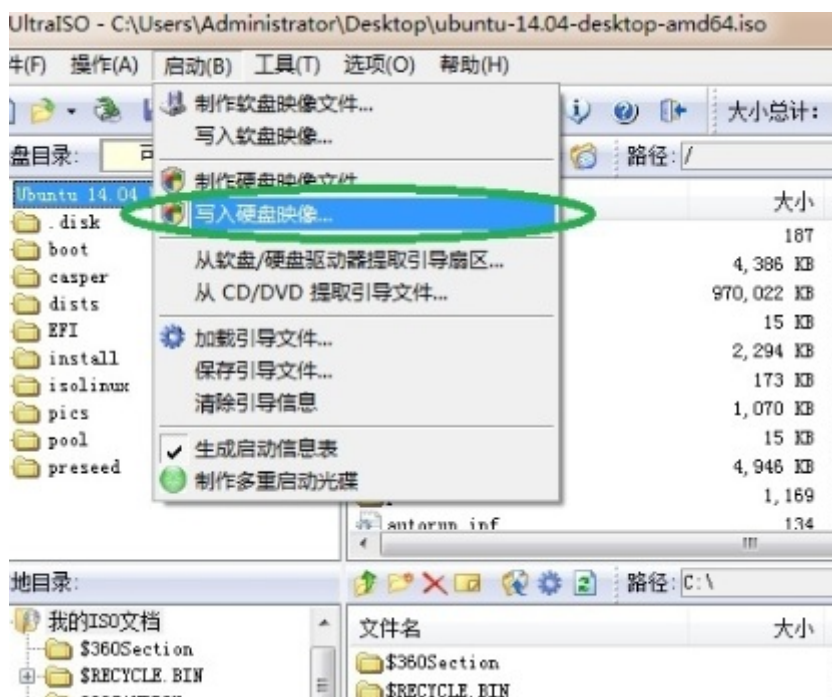 UltraISO - C:\Users\Administrator\Desktop\ubuntu-14.04-desktop-amd64.iso
件(F) 操作(A) 启动(B) 工具(T) 选项(O) 帮助(H)
制作软盘映像文件...
大小总计:
写入软盘映像...
盘目录:
路径: /
制作硬盘映像文件
Ubuntu 14.04
写入硬盘映像...
大小
.disk
187
boot
从软盘/硬盘驱动器提取引导扇区...
4,386 KB
casper
从 CD/DVD 提取引导文件...
970,022 KB
dists
15 KB
EFI
加载引导文件...
2,294 KB
install
保存引导文件...
173 KB
isolinux
清除引导信息
1,070 KB
pics
15 KB
pool
生成启动信息表
4,946 KB
preseed
制作多重启动光碟
1,169
autorun.inf
134
地目录:
路径: C:\
我的ISO文档
文件名
大小
$360Section
$360Section
$RECYCLE.BIN
$RECYCLE.BIN